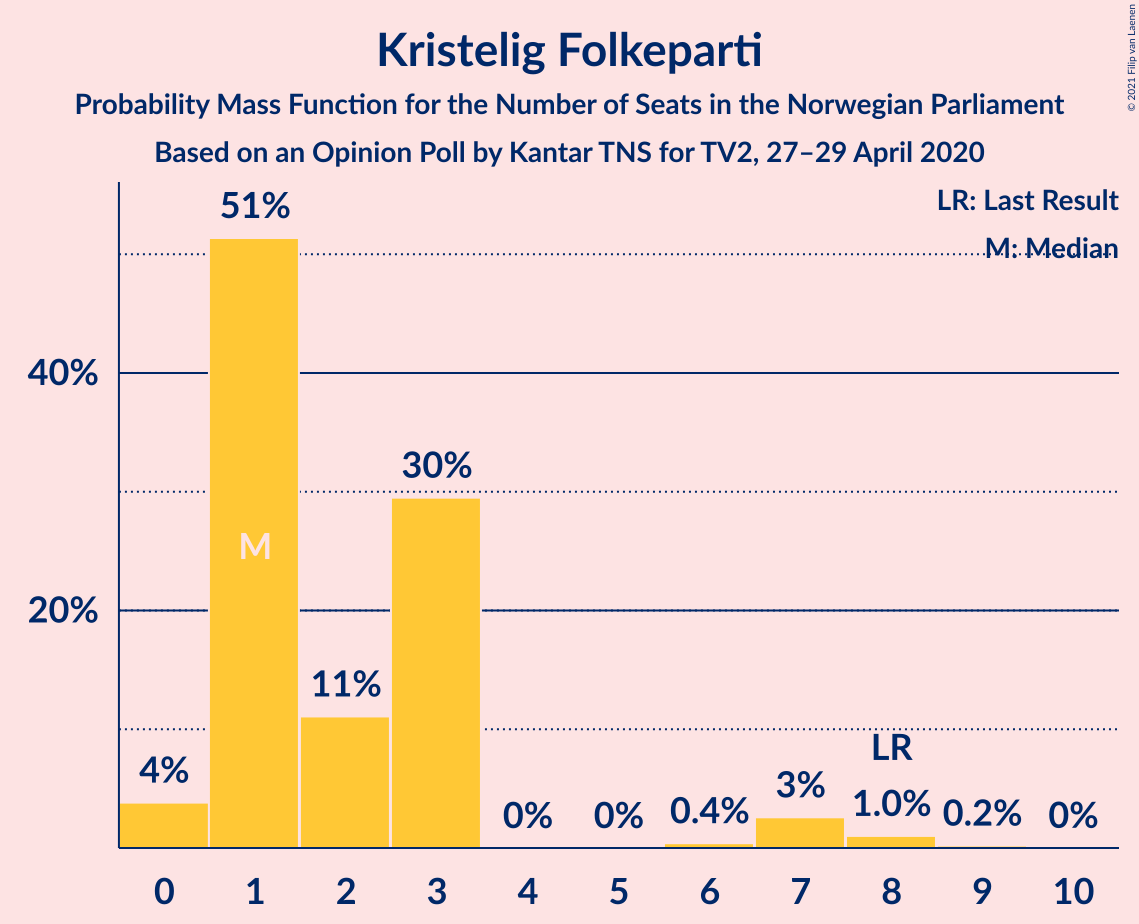 Kristelig Folkeparti
Probability Mass Function for the Number of Seats in the Norwegian Parliament
Based on an Opinion Poll by Kantar TNS for TV2, 27–29 April 2020
© 2021 Filip van Laenen
LR: Last Result
M: Median
51%
40%
30%
M
20%
11%
4%
0%
0%
0.4%
3%
LR
1.0%
0.2%
0%
0 1 2 3 4 5 6 7 8 9 10